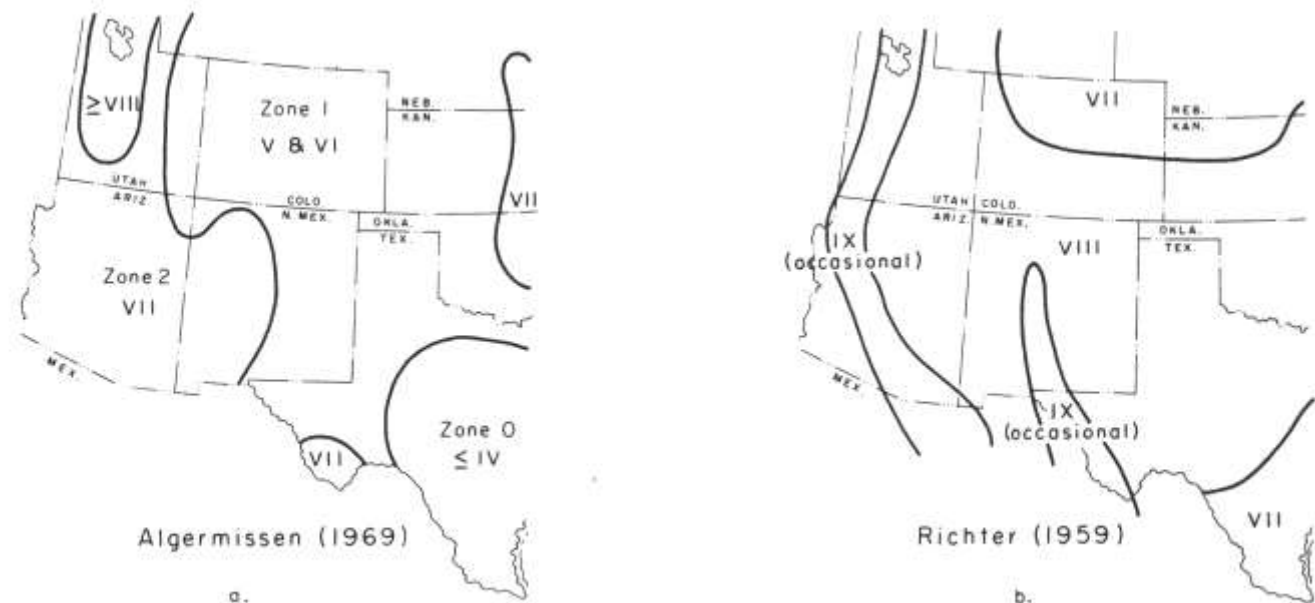 ≥ VIII
Zone 1
V & VI
NEB.
KAN.
VII
UTAH
ARIZ.
COLO.
N. MEX.
OKLA.
TEX.
Zone 2
VII
MEX.
Zone O
≤ IV
VII
Algermissen (1969)
a.
VII
NEB.
KAN.
UTAH
ARIZ.
COLO.
N. MEX.
OKLA.
TEX.
IX
(occasional)
VIII
MEX.
IX
(occasional)
VII
Richter (1959)
b.